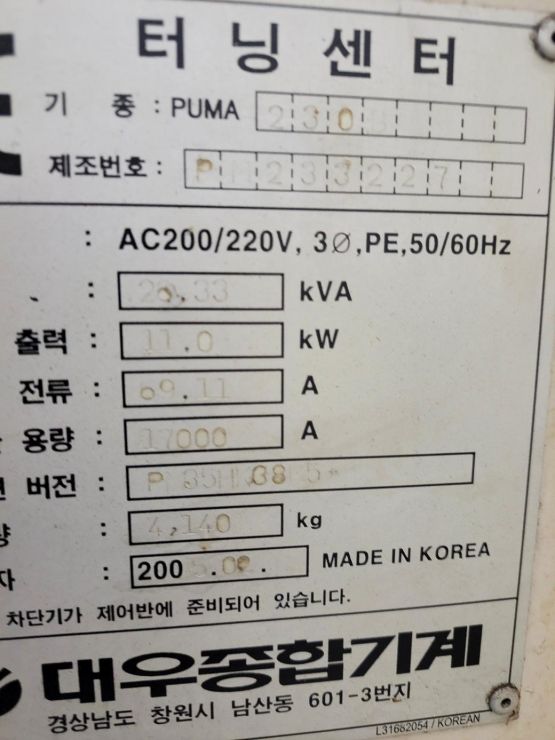 터닝센터
기 종 : PUMA 230
제조번호 : PM233227
: AC200/220V, 3Ø,PE,50/60Hz
: kVA
출력 : 11.0 kW
전류 : 69.11 A
용량 : 17000 A
버전 :
: 4,140 kg
: 200 MADE IN KOREA
차단기가 제어반에 준비되어 있습니다.
대우종합기계
경상남도 창원시 남산동 601-3번지
L31682054 / KOREAN